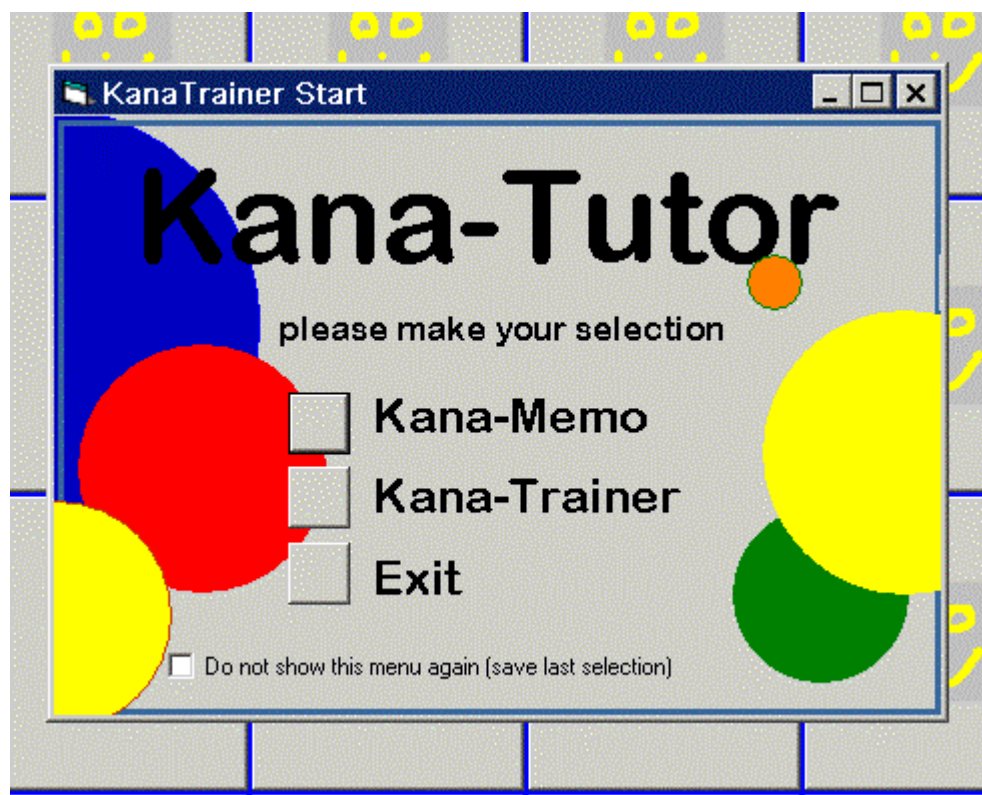 KanaTrainer Start
Kana-Tutor
please make your selection
Kana-Memo
Kana-Trainer
Exit
Do not show this menu again (save last selection)